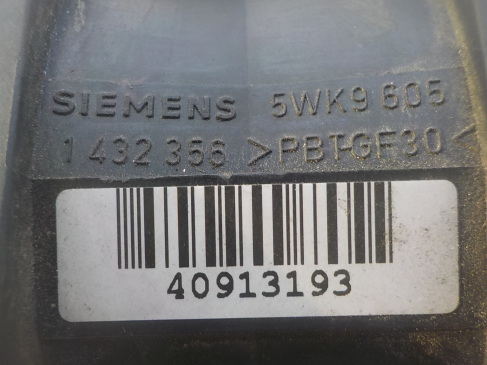 SIEMENS 5WK9 605
1 432 356 >PBT-GF30<
40913193